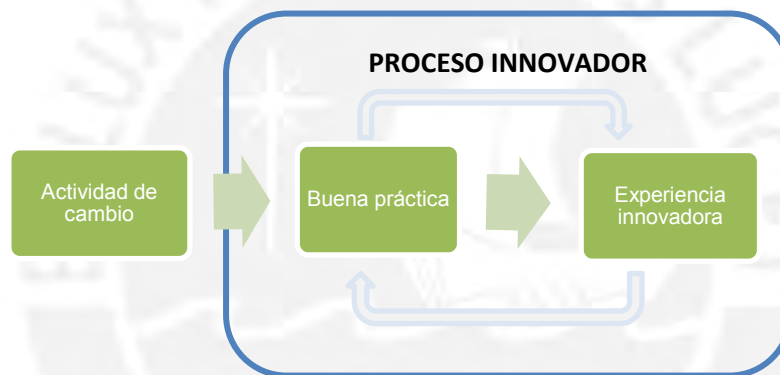 PROCESO INNOVADOR
Actividad de
cambio
Buena práctica
Experiencia
innovadora